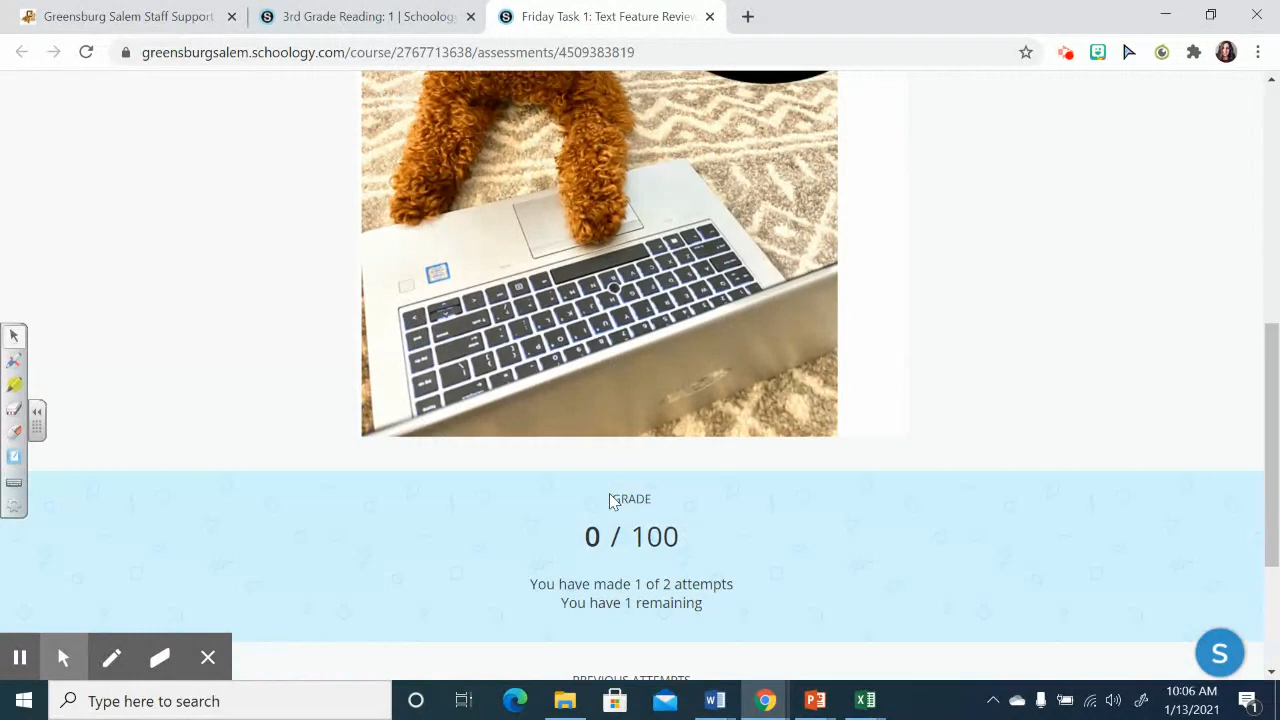 Greensburg Salem Staff Support
3rd Grade Reading: 1 | Schoology
Friday Task 1: Text Feature Review
greensburgsalem.schoology.com/course/2767713638/assessments/4509383819
GRADE
0 / 100
You have made 1 of 2 attempts
You have 1 remaining
PREVIOUS ATTEMPTS
S
Type here to search
10:06 AM
1/13/2021